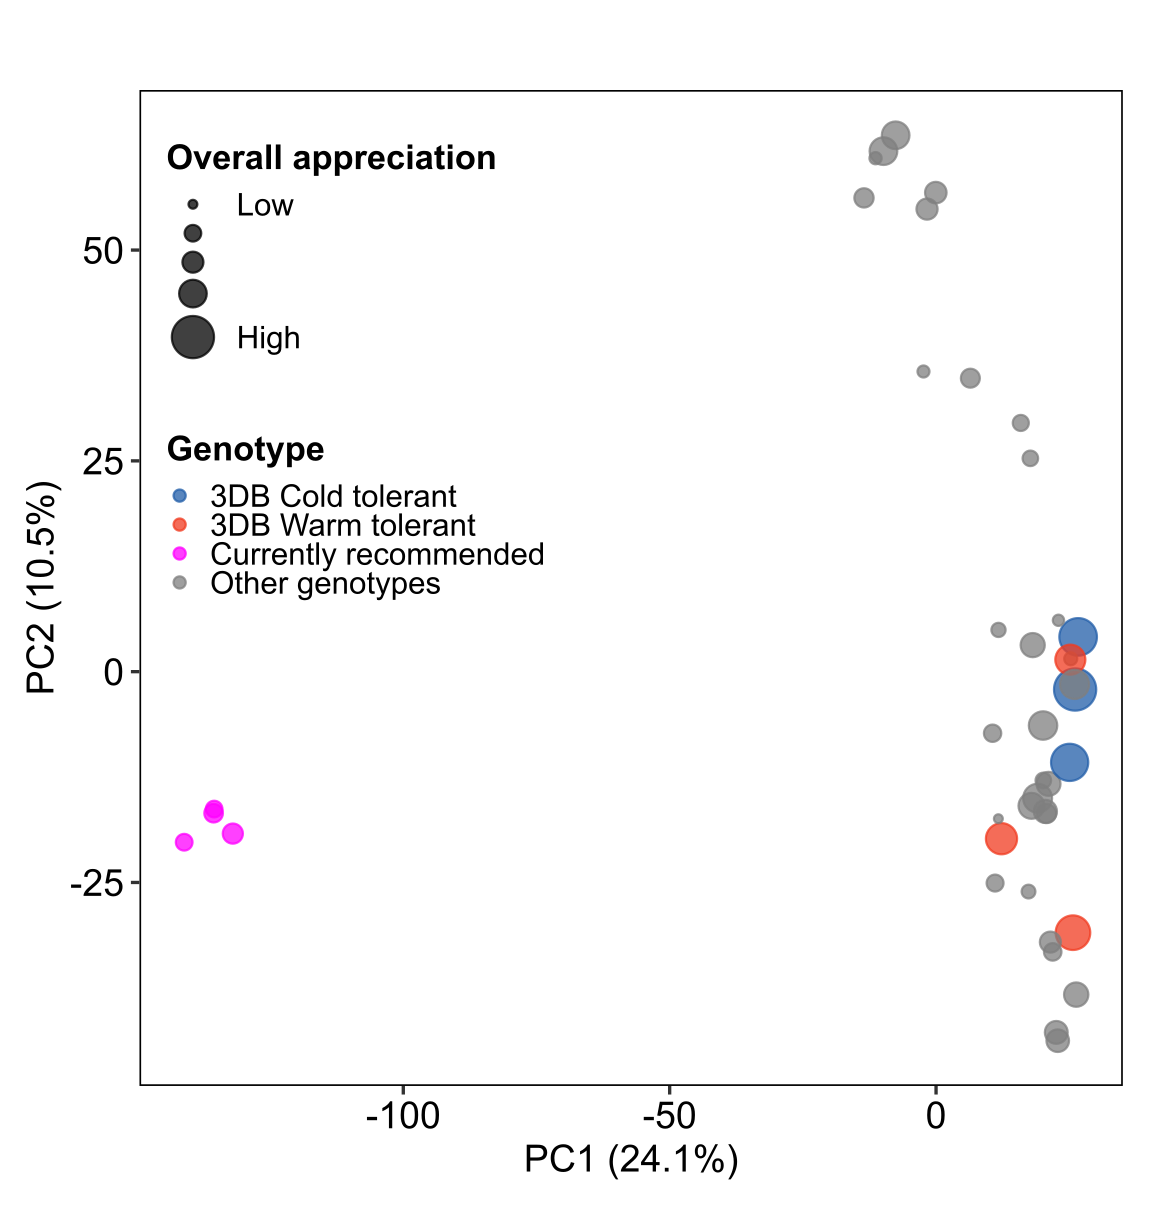 Overall appreciation
Low
High
Genotype
3DB Cold tolerant
3DB Warm tolerant
Currently recommended
Other genotypes
50
25
0
-25
PC2 (10.5%)
-100
-50
0
PC1 (24.1%)